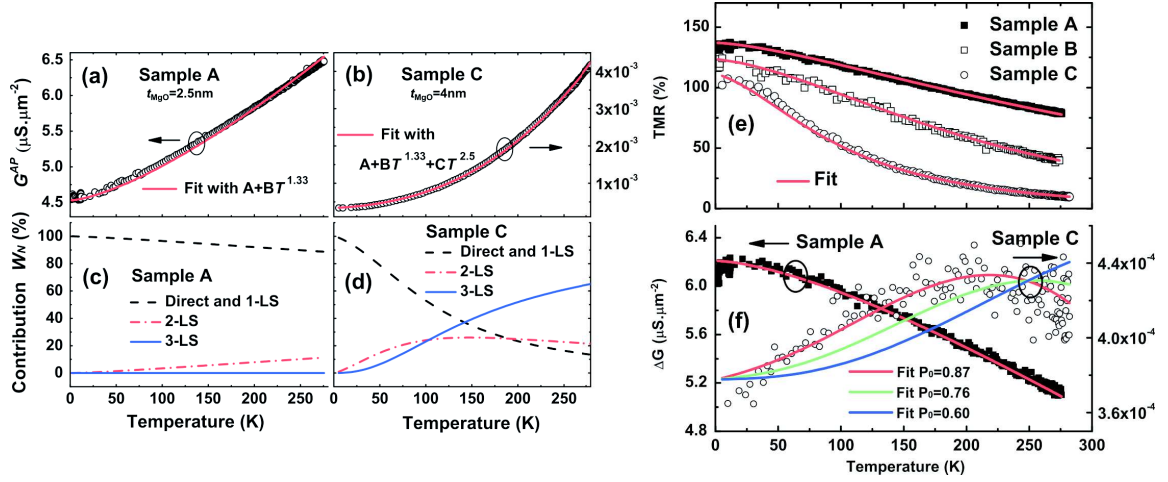 (a)
Sample A
t_MgO=2.5nm
Fit with A+BT^1.33
G^AP (μS.μm^-2)
6.5
6.0
5.5
5.0
4.5
(b)
Sample C
t_MgO=4nm
Fit with
A+BT^1.33+CT^2.5
4x10^-3
3x10^-3
2x10^-3
1x10^-3
Contribution W_N (%)
100
80
60
40
20
0
(c)
Sample A
Direct and 1-LS
2-LS
3-LS
0 50 100 150 200 250
Temperature (K)
(d)
Sample C
Direct and 1-LS
2-LS
3-LS
0 50 100 150 200 250
Temperature (K)
TMR (%)
150
100
50
0
Sample A
Sample B
Sample C
(e)
Fit
ΔG (μS.μm^-2)
6.4
6.0
5.6
5.2
4.8
Sample A
Sample C
(f)
Fit P_0=0.87
Fit P_0=0.76
Fit P_0=0.60
4.4x10^-4
4.0x10^-4
3.6x10^-4
0 50 100 150 200 250 300
Temperature (K)